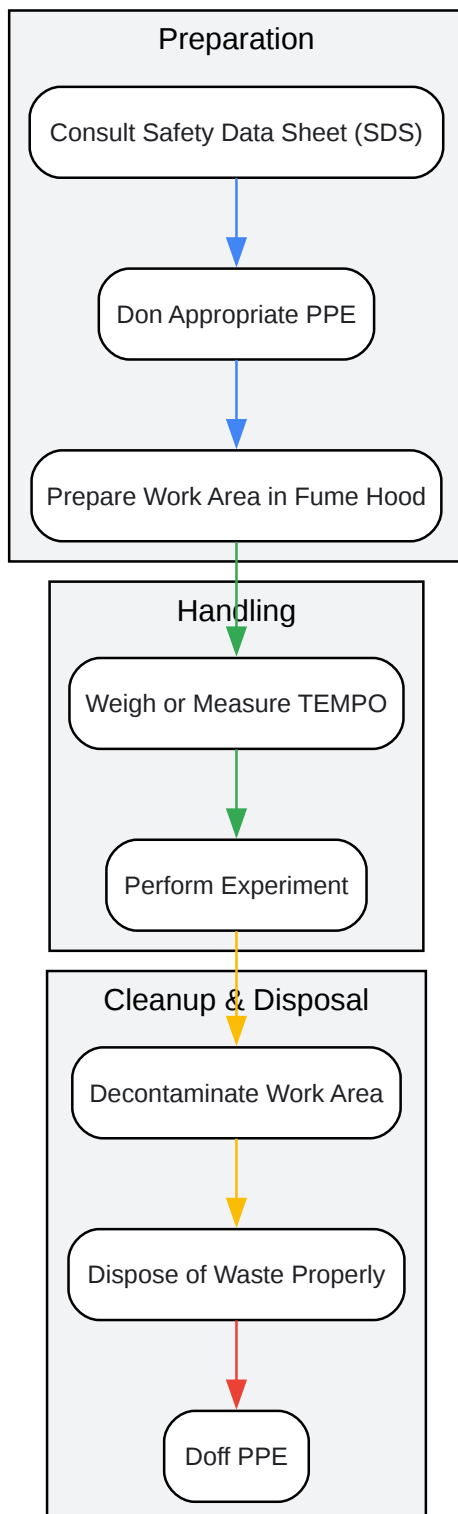 Preparation
Consult Safety Data Sheet (SDS)
Don Appropriate PPE
Prepare Work Area in Fume Hood
Handling
Weigh or Measure TEMPO
Perform Experiment
Cleanup & Disposal
Decontaminate Work Area
Dispose of Waste Properly
Doff PPE